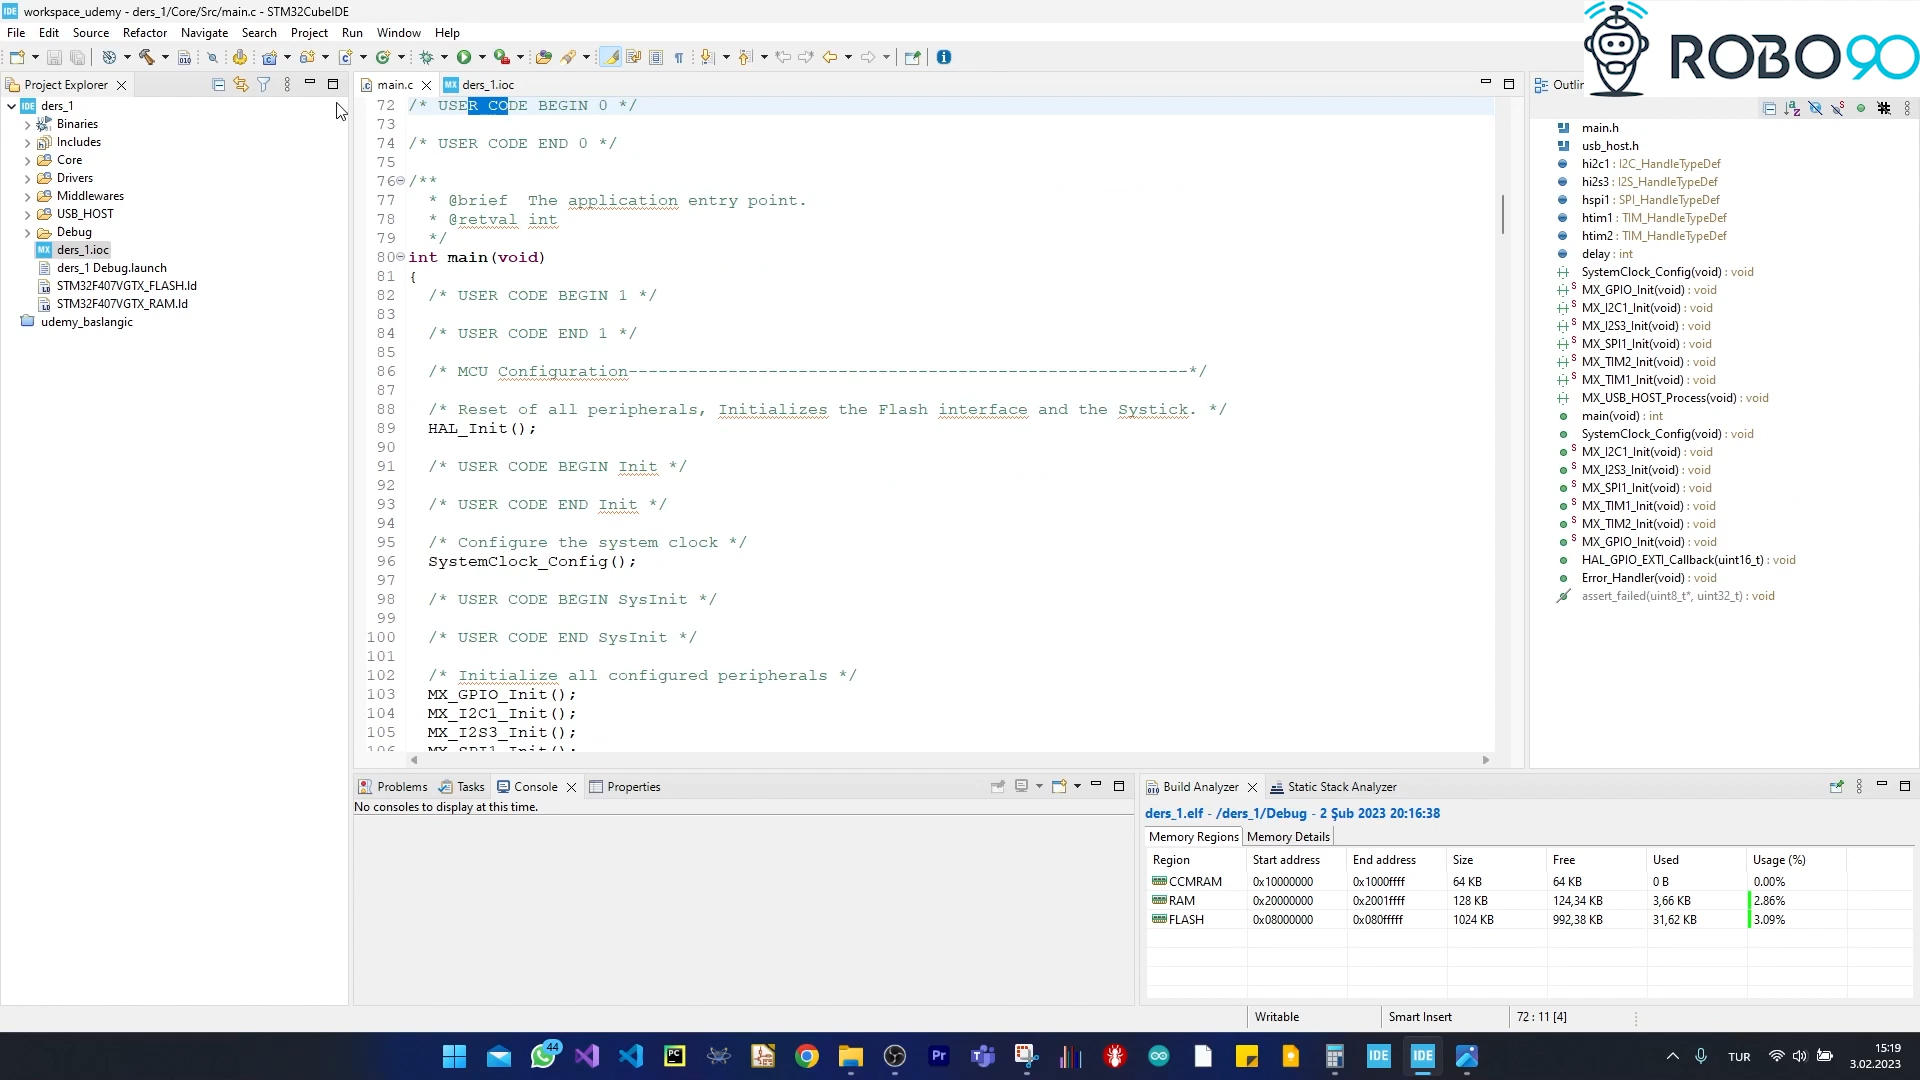 workspace_udemy - ders_1/Core/Src/main.c - STM32CubeIDE
File Edit Source Refactor Navigate Search Project Run Window Help
ROBO90
Project Explorer
ders_1
Binaries
Includes
Core
Drivers
Middlewares
USB_HOST
Debug
ders_1.ioc
ders_1 Debug.launch
STM32F407VGTX_FLASH.ld
STM32F407VGTX_RAM.ld
udemy_baslangic
main.c ders_1.ioc
72 /* USER CODE BEGIN 0 */
73
74 /* USER CODE END 0 */
75
76 /**
77 * @brief The application entry point.
78 * @retval int
79 */
80 int main(void)
81 {
82 /* USER CODE BEGIN 1 */
83
84 /* USER CODE END 1 */
85
86 /* MCU Configuration--------------------------------------------------------*/
87
88 /* Reset of all peripherals, Initializes the Flash interface and the Systick. */
89 HAL_Init();
90
91 /* USER CODE BEGIN Init */
92
93 /* USER CODE END Init */
94
95 /* Configure the system clock */
96 SystemClock_Config();
97
98 /* USER CODE BEGIN SysInit */
99
100 /* USER CODE END SysInit */
101
102 /* Initialize all configured peripherals */
103 MX_GPIO_Init();
104 MX_I2C1_Init();
105 MX_I2S3_Init();
106 MX_SPI1_Init();
Outlin
main.h
usb_host.h
hi2c1 : I2C_HandleTypeDef
hi2s3 : I2S_HandleTypeDef
hspi1 : SPI_HandleTypeDef
htim1 : TIM_HandleTypeDef
htim2 : TIM_HandleTypeDef
delay : int
SystemClock_Config(void) : void
MX_GPIO_Init(void) : void
MX_I2C1_Init(void) : void
MX_I2S3_Init(void) : void
MX_SPI1_Init(void) : void
MX_TIM2_Init(void) : void
MX_TIM1_Init(void) : void
MX_USB_HOST_Process(void) : void
main(void) : int
SystemClock_Config(void) : void
MX_I2C1_Init(void) : void
MX_I2S3_Init(void) : void
MX_SPI1_Init(void) : void
MX_TIM1_Init(void) : void
MX_TIM2_Init(void) : void
MX_GPIO_Init(void) : void
HAL_GPIO_EXTI_Callback(uint16_t) : void
Error_Handler(void) : void
assert_failed(uint8_t*, uint32_t) : void
Problems Tasks Console Properties
No consoles to display at this time.
Build Analyzer Static Stack Analyzer
ders_1.elf - /ders_1/Debug - 2 Şub 2023 20:16:38
Memory Regions Memory Details
Region Start address End address Size Free Used Usage (%)
CCMRAM 0x10000000 0x1000ffff 64 KB 64 KB 0 B 0.00%
RAM 0x20000000 0x2001ffff 128 KB 124,34 KB 3,66 KB 2.86%
FLASH 0x08000000 0x080fffff 1024 KB 992,38 KB 31,62 KB 3.09%
Writable Smart Insert 72 : 11 [4]
44
PC
Pr
IDE
IDE
TUR
15:19
3.02.2023